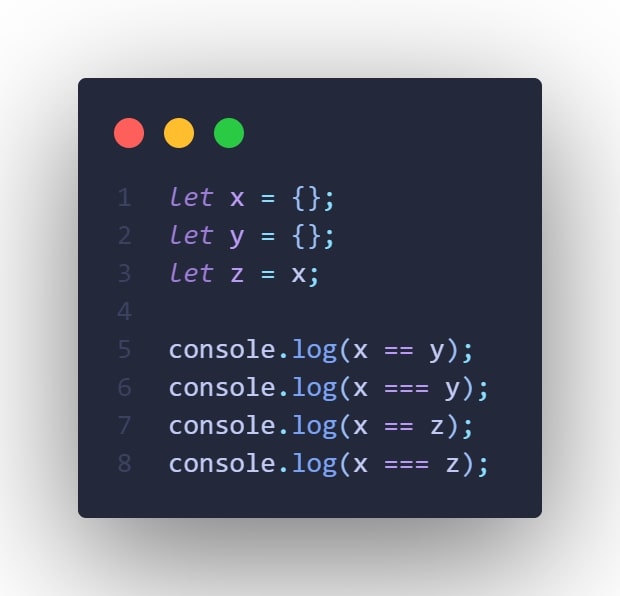 1 let x = {};
2 let y = {};
3 let z = x;
4
5 console.log(x == y);
6 console.log(x === y);
7 console.log(x == z);
8 console.log(x === z);